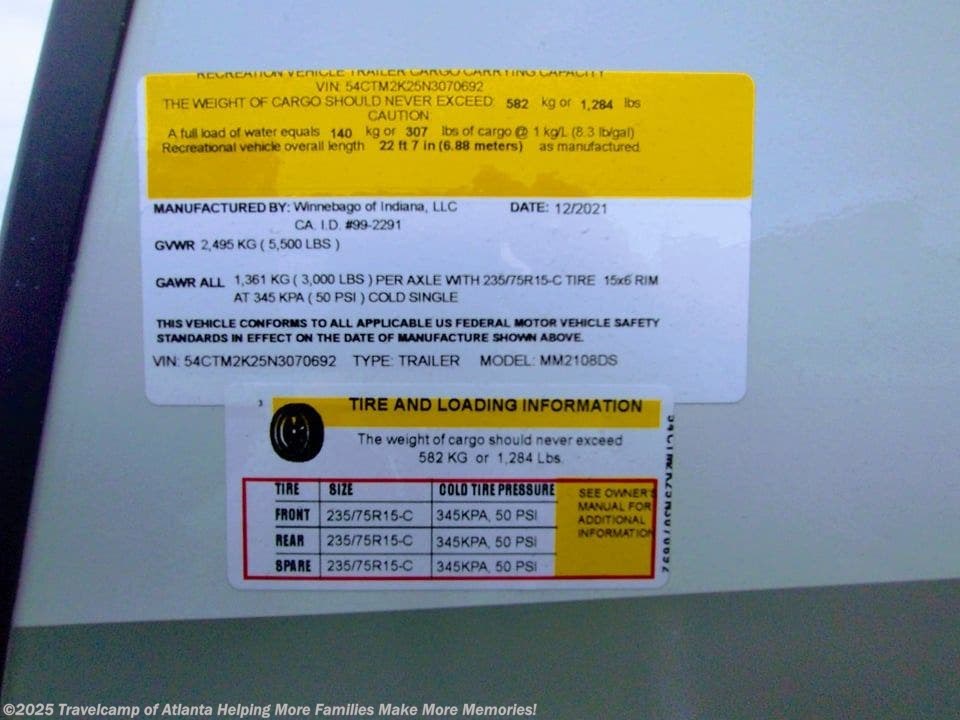 RECREATION VEHICLE TRAILER CARGO CARRYING CAPACITY
VIN: 54CTM2K25N3070692
THE WEIGHT OF CARGO SHOULD NEVER EXCEED: 582 kg or 1,284 lbs
CAUTION:
A full load of water equals 140 kg or 307 lbs of cargo @ 1 kg/L (8.3 lb/gal)
Recreational vehicle overall length 22 ft 7 in (6.88 meters) as manufactured.
MANUFACTURED BY: Winnebago of Indiana, LLC DATE: 12/2021
CA. I.D. #99-2291
GVWR 2,495 KG ( 5,500 LBS )
GAWR ALL 1,361 KG ( 3,000 LBS ) PER AXLE WITH 235/75R15-C TIRE 15x6 RIM
AT 345 KPA ( 50 PSI ) COLD SINGLE
THIS VEHICLE CONFORMS TO ALL APPLICABLE US FEDERAL MOTOR VEHICLE SAFETY
STANDARDS IN EFFECT ON THE DATE OF MANUFACTURE SHOWN ABOVE.
VIN: 54CTM2K25N3070692 TYPE: TRAILER MODEL: MM2108DS
3
TIRE AND LOADING INFORMATION
The weight of cargo should never exceed
582 KG or 1,284 Lbs.
TIRE SIZE COLD TIRE PRESSURE
FRONT 235/75R15-C 345KPA, 50 PSI
REAR 235/75R15-C 345KPA, 50 PSI
SPARE 235/75R15-C 345KPA, 50 PSI
SEE OWNER'S
MANUAL FOR
ADDITIONAL
INFORMATION
54CTM2K25N3070692
©2025 Travelcamp of Atlanta Helping More Families Make More Memories!